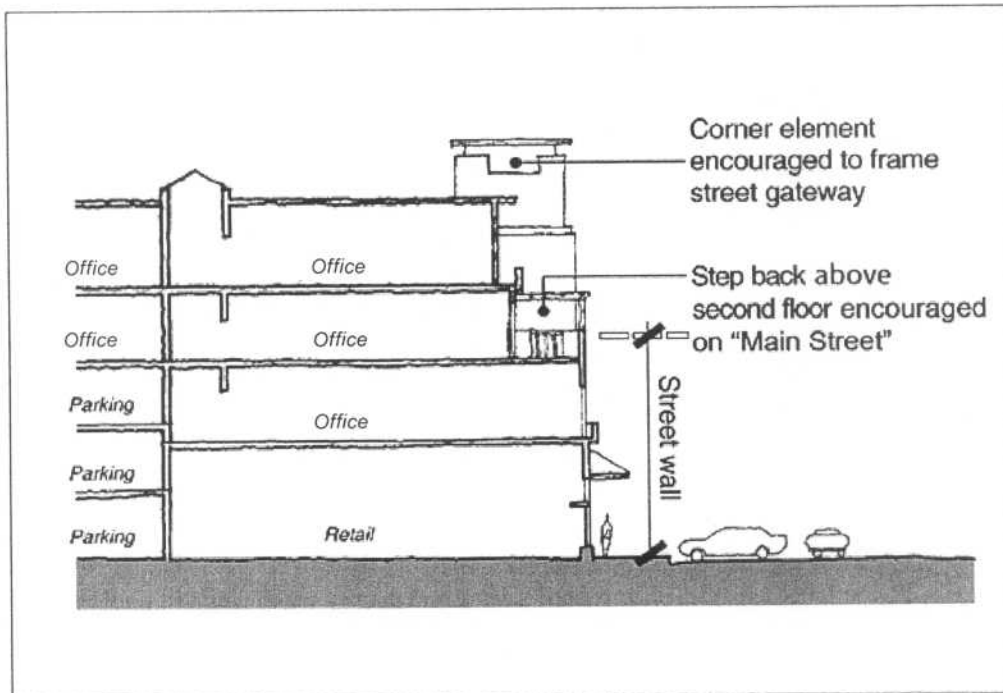 Corner element
encouraged to frame
street gateway
Office
Office
Step back above
second floor encouraged
on “Main Street”
Office
Office
Street wall
Parking
Office
Parking
Parking
Retail